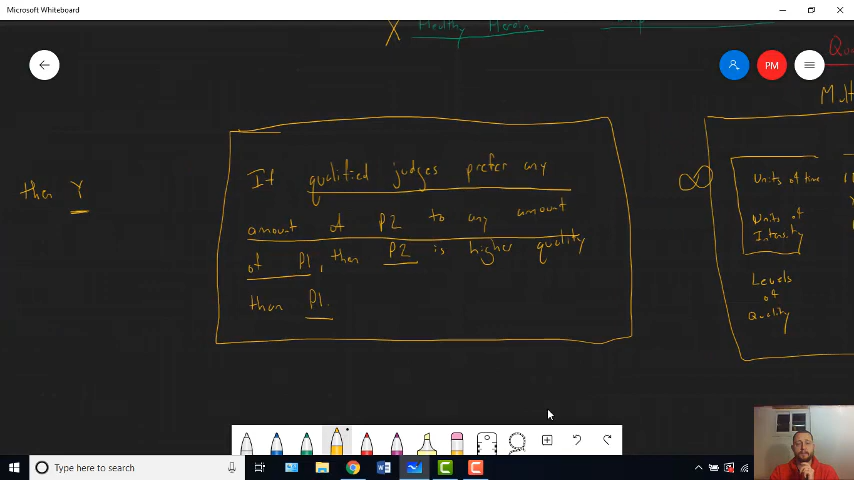 Microsoft Whiteboard
X Healthy Heroin
PM
then Y
If qualified judges prefer any
amount of P2 to any amount
of P1, then P2 is higher quality
than P1.
∞
Units of time
Units of
Intensity
Levels
of
Quality
Type here to search